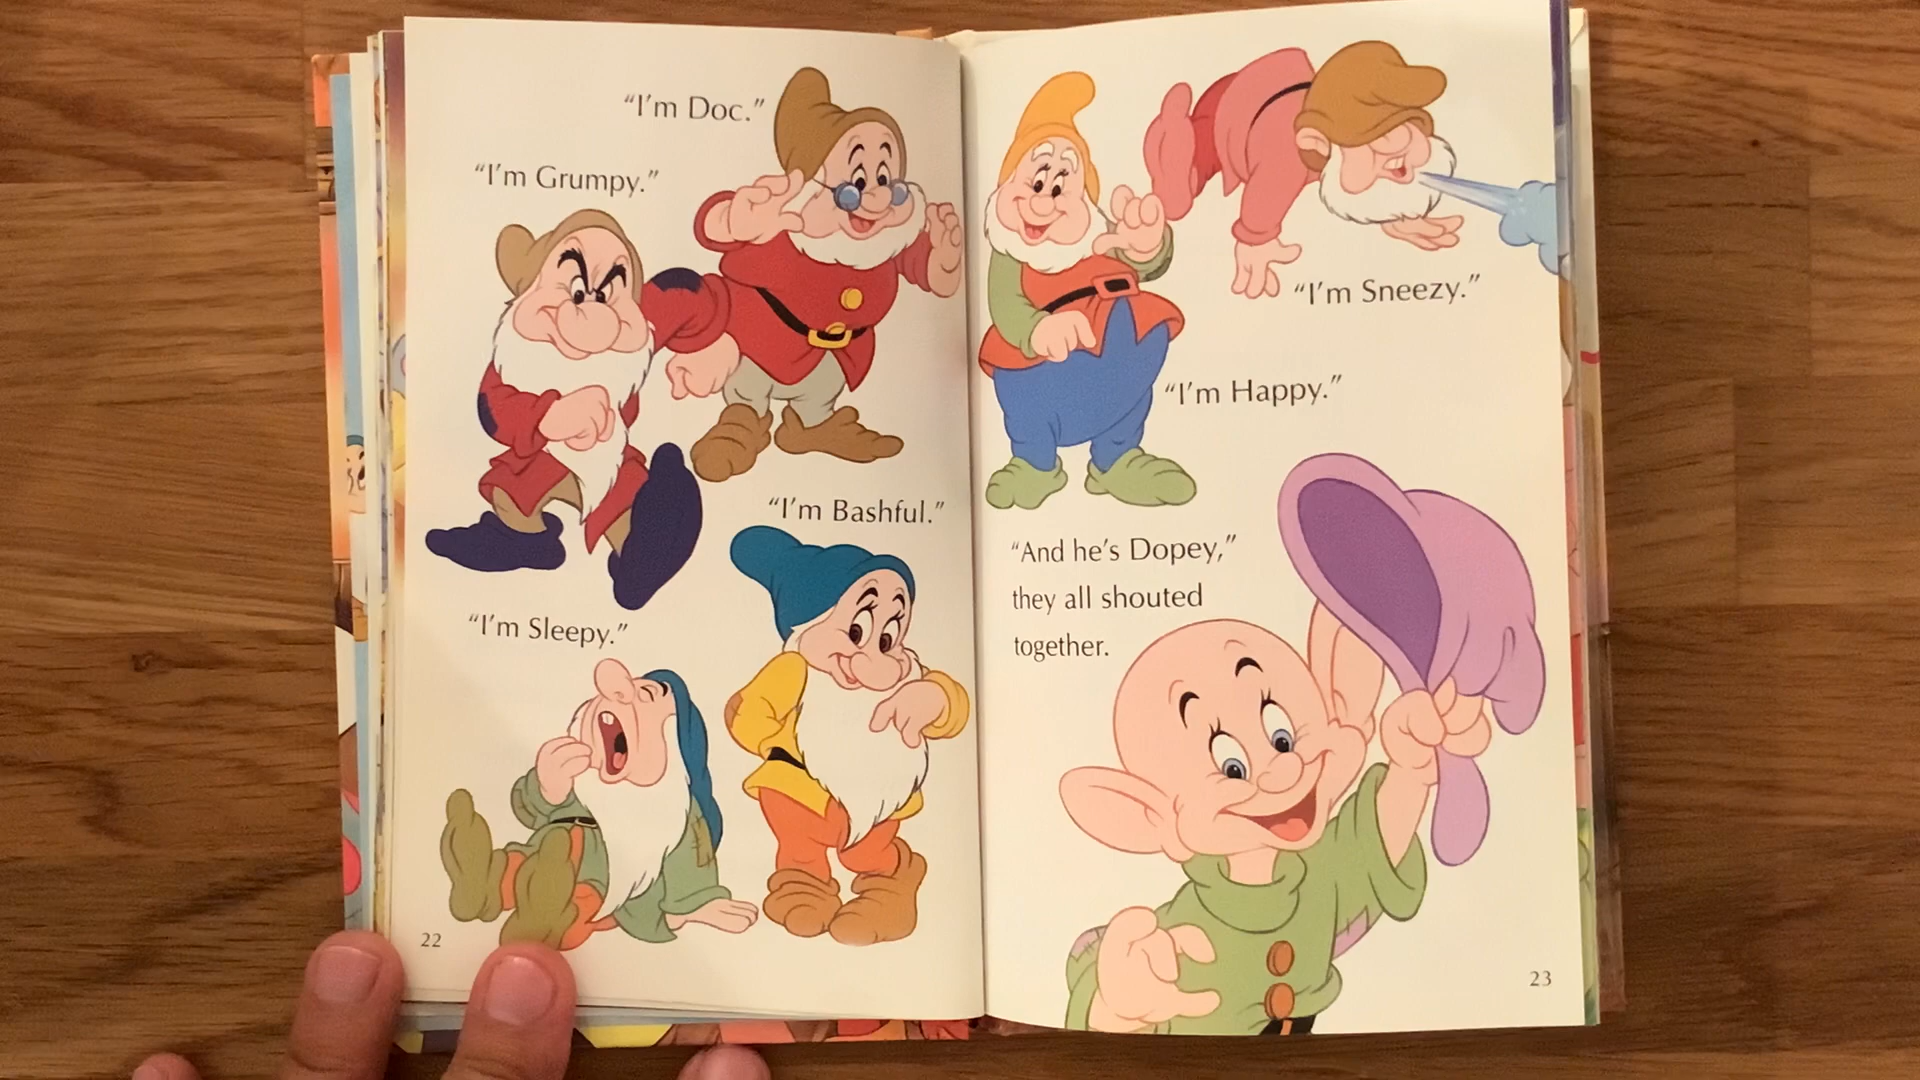 “I’m Doc.”
“I’m Grumpy.”
“I’m Bashful.”
“I’m Sleepy.”
22
“I’m Sneezy.”
“I’m Happy.”
“And he’s Dopey,”
they all shouted
together.
23